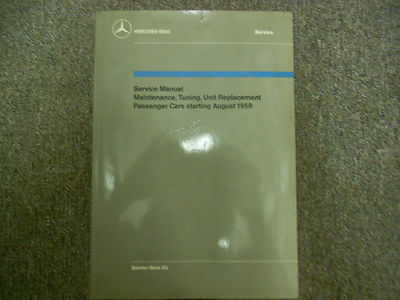 MERCEDES-BENZ
Service
Service Manual
Maintenance, Tuning, Unit Replacement
Passenger Cars starting August 1959
Daimler-Benz AG